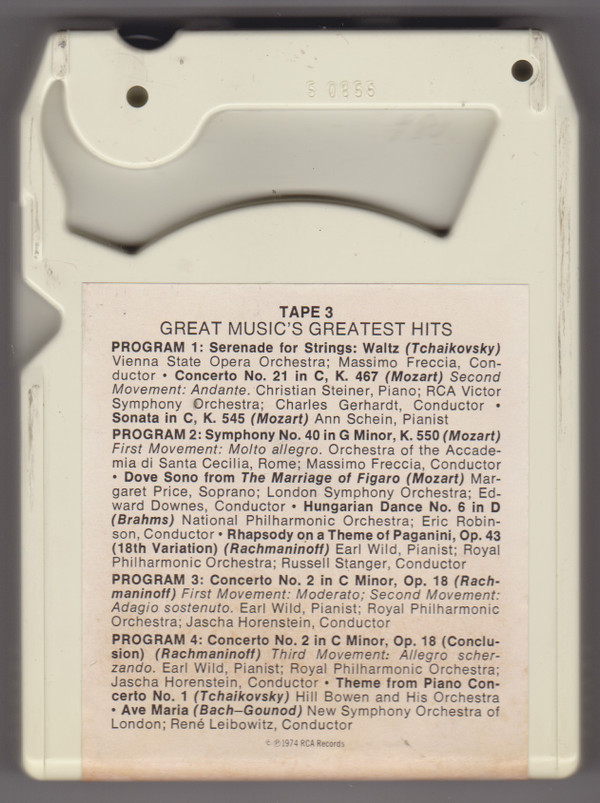 S 0866
TAPE 3
GREAT MUSIC'S GREATEST HITS
PROGRAM 1: Serenade for Strings: Waltz (Tchaikovsky)
Vienna State Opera Orchestra; Massimo Freccia, Con-
ductor • Concerto No. 21 in C, K. 467 (Mozart) Second
Movement: Andante. Christian Steiner, Piano; RCA Victor
Symphony Orchestra; Charles Gerhardt, Conductor •
Sonata in C, K. 545 (Mozart) Ann Schein, Pianist
PROGRAM 2: Symphony No. 40 in G Minor, K. 550 (Mozart)
First Movement: Molto allegro. Orchestra of the Accade-
mia di Santa Cecilia, Rome; Massimo Freccia, Conductor
• Dove Sono from The Marriage of Figaro (Mozart) Mar-
garet Price, Soprano; London Symphony Orchestra; Ed-
ward Downes, Conductor • Hungarian Dance No. 6 in D
(Brahms) National Philharmonic Orchestra; Eric Robin-
son, Conductor • Rhapsody on a Theme of Paganini, Op. 43
(18th Variation) (Rachmaninoff) Earl Wild, Pianist; Royal
Philharmonic Orchestra; Russell Stanger, Conductor
PROGRAM 3: Concerto No. 2 in C Minor, Op. 18 (Rach-
maninoff) First Movement: Moderato; Second Movement:
Adagio sostenuto. Earl Wild, Pianist; Royal Philharmonic
Orchestra; Jascha Horenstein, Conductor
PROGRAM 4: Concerto No. 2 in C Minor, Op. 18 (Conclu-
sion) (Rachmaninoff) Third Movement: Allegro scher-
zando. Earl Wild, Pianist; Royal Philharmonic Orchestra;
Jascha Horenstein, Conductor • Theme from Piano Con-
certo No. 1 (Tchaikovsky) Hill Bowen and His Orchestra
• Ave Maria (Bach–Gounod) New Symphony Orchestra of
London; René Leibowitz, Conductor
© ℗ 1974 RCA Records